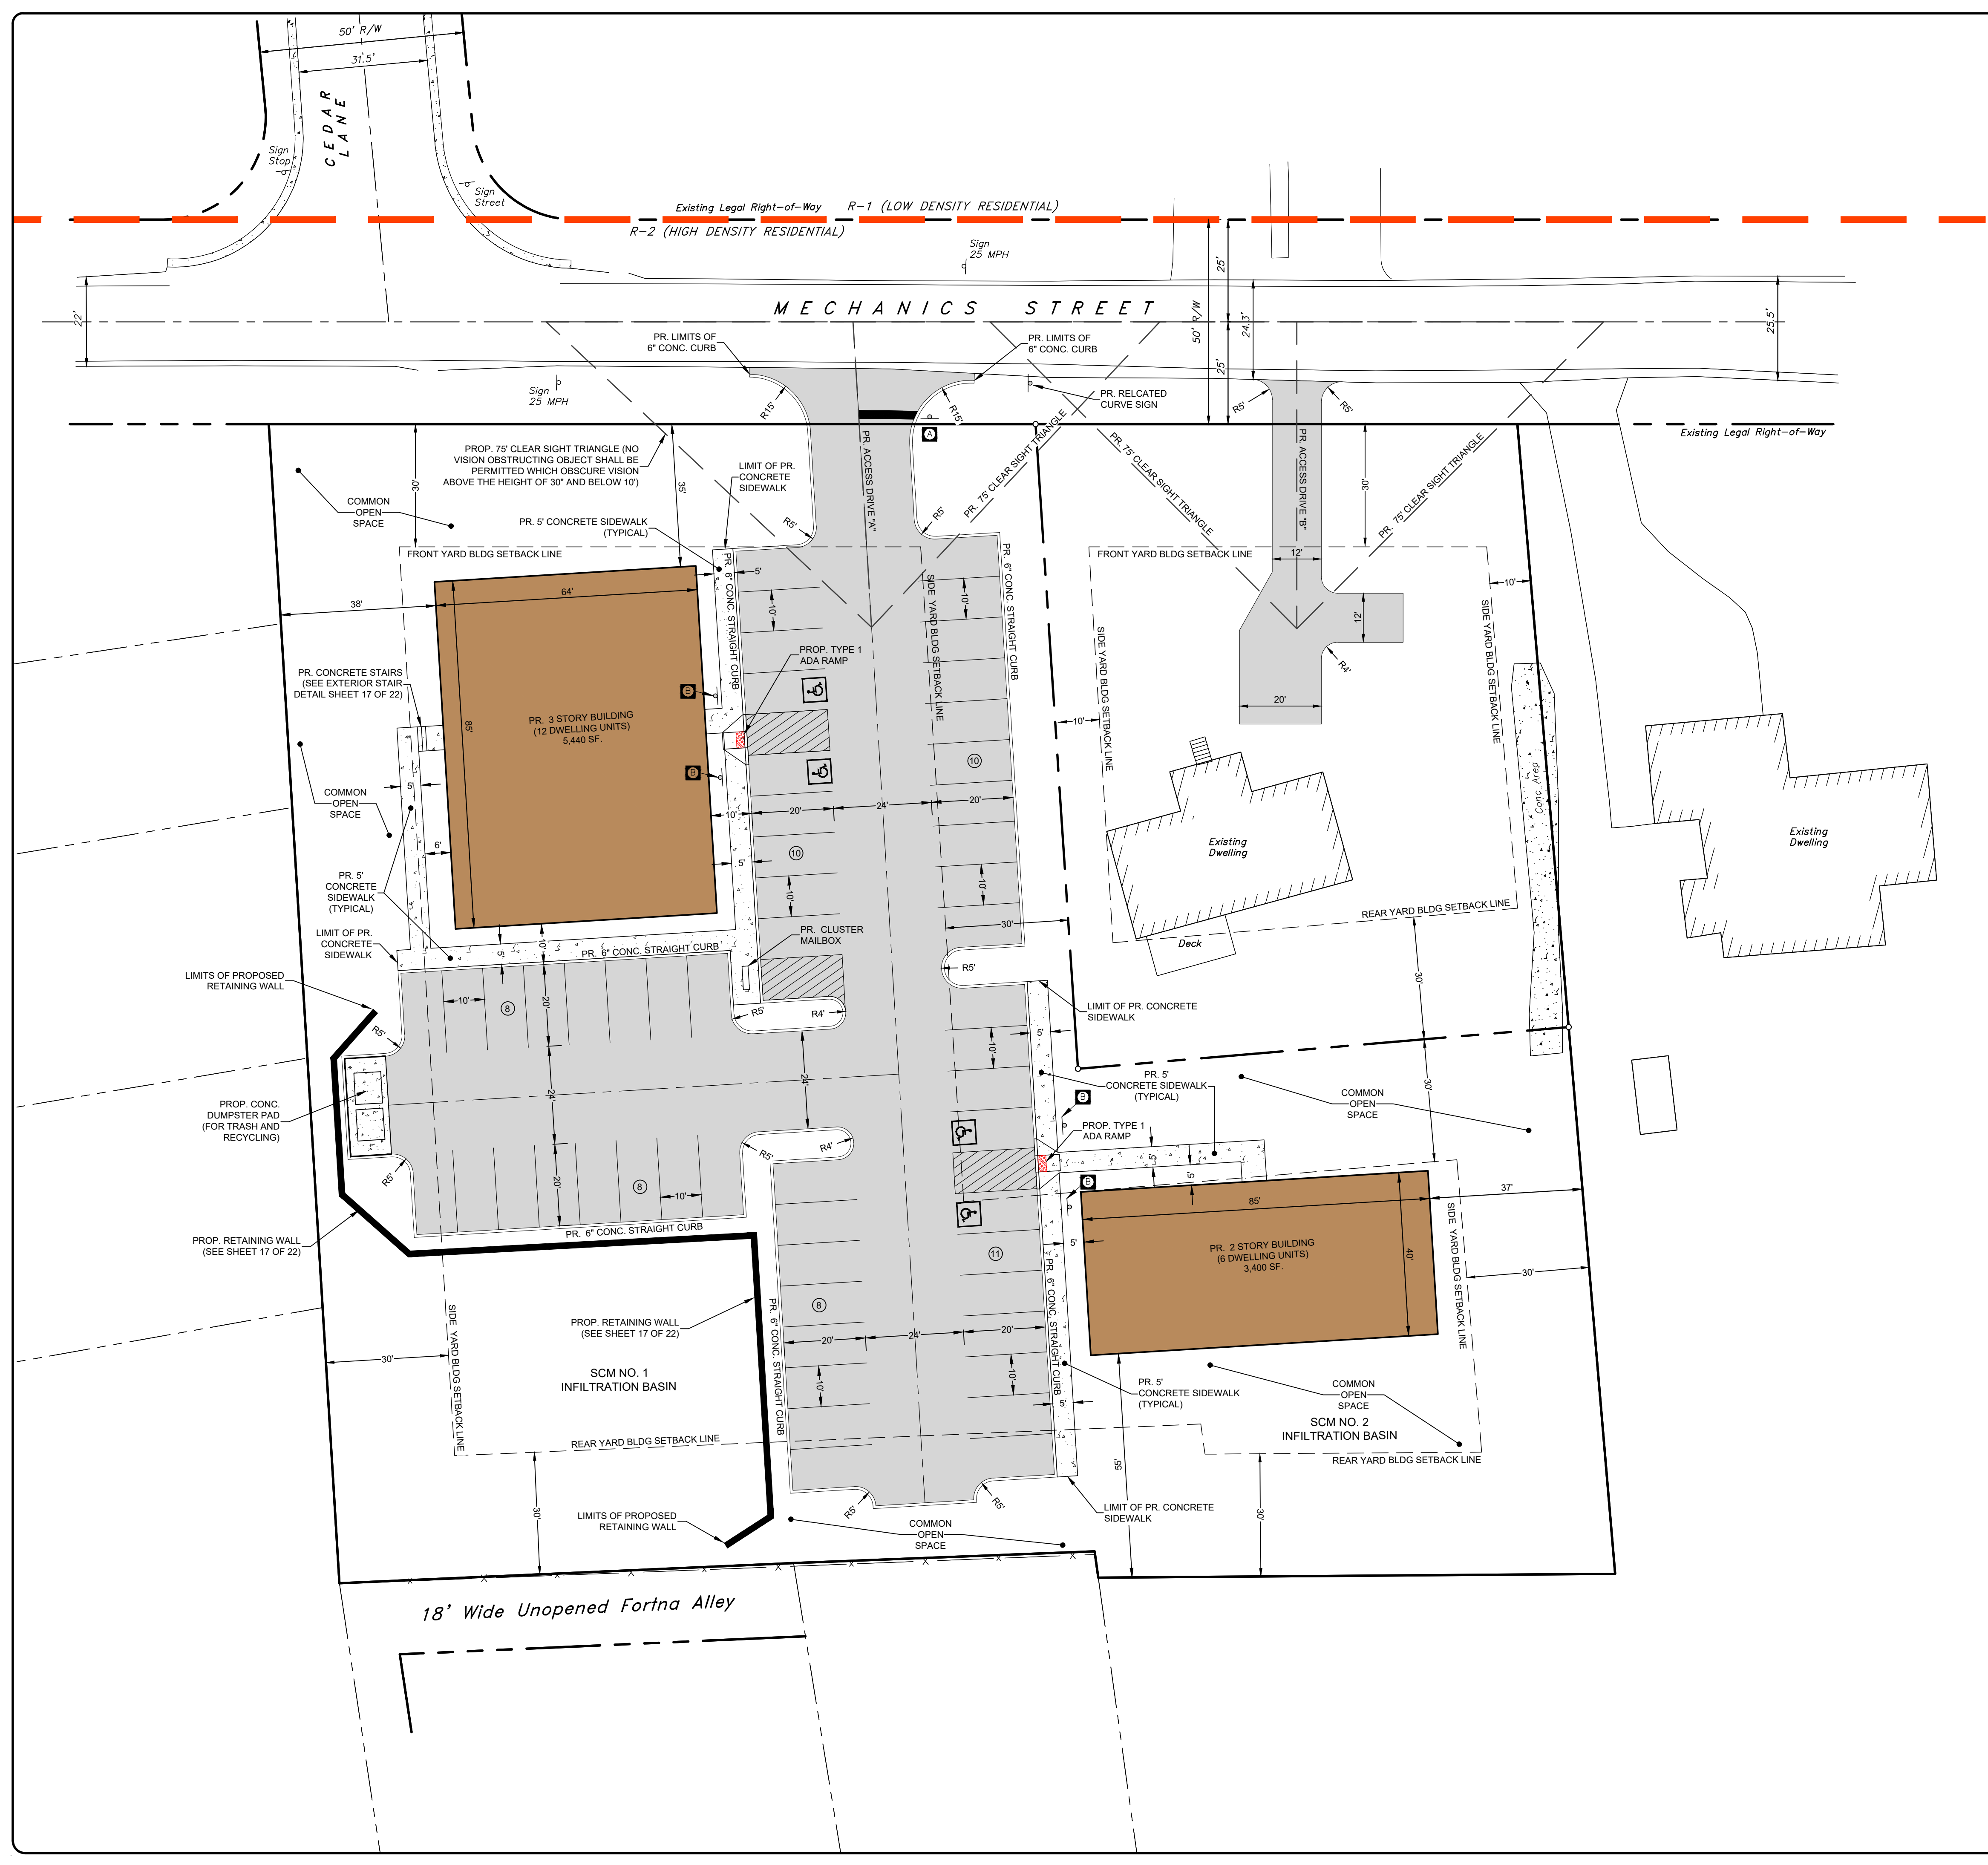 50' R/W
31.5'
CEDAR
LANE
Sign
Stop
Sign
Street
Existing Legal Right-of-Way
R-1 (LOW DENSITY RESIDENTIAL)
R-2 (HIGH DENSITY RESIDENTIAL)
Sign
25 MPH
25'
22'
MECHANICS STREET
50' R/W
24.3'
25.5'
25'
PR. LIMITS OF
6" CONC. CURB
PR. LIMITS OF
6" CONC. CURB
Sign
25 MPH
R15'
R15'
PR. RELCATED
CURVE SIGN
R5'
R5'
A
Existing Legal Right-of-Way
PROP. 75' CLEAR SIGHT TRIANGLE (NO
VISION OBSTRUCTING OBJECT SHALL BE
PERMITTED WHICH OBSCURE VISION
ABOVE THE HEIGHT OF 30" AND BELOW 10')
30'
35'
LIMIT OF PR.
CONCRETE
SIDEWALK
PR. ACCESS DRIVE "A"
PR. 75' CLEAR SIGHT TRIANGLE
PR. 75' CLEAR SIGHT TRIANGLE
PR. ACCESS DRIVE "B"
PR. 75' CLEAR SIGHT TRIANGLE
30'
COMMON
OPEN
SPACE
PR. 5' CONCRETE SIDEWALK
(TYPICAL)
R5'
R5'
FRONT YARD BLDG SETBACK LINE
FRONT YARD BLDG SETBACK LINE
12'
10'
64'
38'
5'
PR. 6" CONC. STRAIGHT CURB
10'
SIDE YARD BLDG SETBACK LINE
10'
PR. 6" CONC. STRAIGHT CURB
SIDE YARD BLDG SETBACK LINE
12'
R4'
SIDE YARD BLDG SETBACK LINE
PROP. TYPE 1
ADA RAMP
PR. CONCRETE STAIRS
(SEE EXTERIOR STAIR
DETAIL SHEET 17 OF 22)
B
20'
10'
85'
PR. 3 STORY BUILDING
(12 DWELLING UNITS)
5,440 SF.
B
10
COMMON
OPEN
SPACE
5'
10'
20'
24'
20'
Conc. Area
Existing
Dwelling
Existing
Dwelling
6'
10
5'
10'
10'
PR. 5'
CONCRETE
SIDEWALK
(TYPICAL)
REAR YARD BLDG SETBACK LINE
30'
PR. CLUSTER
MAILBOX
LIMIT OF PR.
CONCRETE
SIDEWALK
10'
5'
PR. 6" CONC. STRAIGHT CURB
Deck
R5'
30'
LIMITS OF PROPOSED
RETAINING WALL
10'
8
20'
R5'
R4'
LIMIT OF PR. CONCRETE
SIDEWALK
R5'
5'
10'
24'
24'
PR. 5'
CONCRETE SIDEWALK
(TYPICAL)
30'
COMMON
OPEN
SPACE
PROP. CONC.
DUMPSTER PAD
(FOR TRASH AND
RECYCLING)
B
PROP. TYPE 1
ADA RAMP
R4'
R5'
5'
5'
R5'
20'
8
10'
B
37'
85'
PR. 6" CONC. STRAIGHT CURB
PROP. RETAINING WALL
(SEE SHEET 17 OF 22)
5'
11
PR. 2 STORY BUILDING
(6 DWELLING UNITS)
3,400 SF.
40'
SIDE YARD BLDG SETBACK LINE
30'
PROP. RETAINING WALL
(SEE SHEET 17 OF 22)
8
20'
24'
20'
PR. 6" CONC. STRAIGHT CURB
PR. 6" CONC. STRAIGHT CURB
SIDE YARD BLDG SETBACK LINE
30'
SCM NO. 1
INFILTRATION BASIN
10'
10'
5'
PR. 5'
CONCRETE SIDEWALK
(TYPICAL)
COMMON
OPEN
SPACE
SCM NO. 2
INFILTRATION BASIN
REAR YARD BLDG SETBACK LINE
REAR YARD BLDG SETBACK LINE
55'
30'
30'
R5'
R5'
LIMITS OF PROPOSED
RETAINING WALL
LIMIT OF PR. CONCRETE
SIDEWALK
COMMON
OPEN
SPACE
18' Wide Unopened Fortna Alley